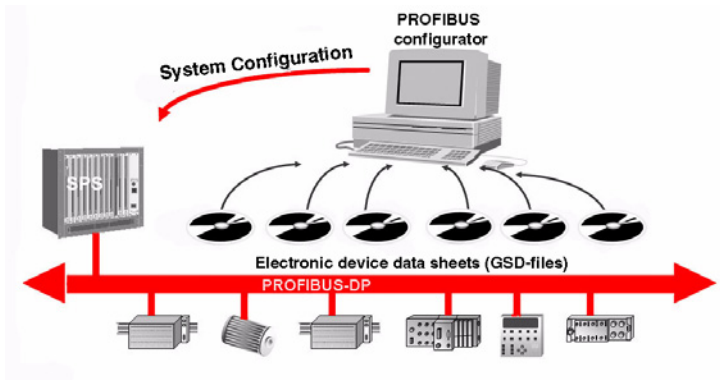 PROFIBUS
configurator
System Configuration
SPS
Electronic device data sheets (GSD-files)
PROFIBUS-DP